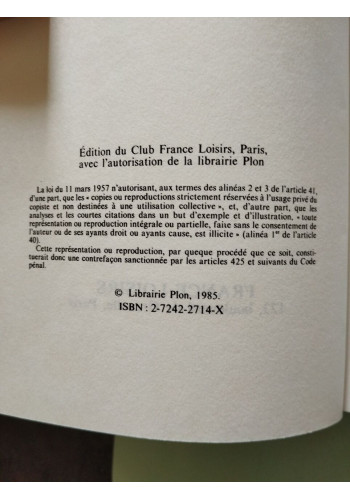 Édition du Club France Loisirs, Paris,
avec l'autorisation de la librairie Plon
La loi du 11 mars 1957 n'autorisant, aux termes des alinéas 2 et 3 de l'article 41,
d'une part, que les « copies ou reproductions strictement réservées à l'usage privé du
copiste et non destinées à une utilisation collective », et, d'autre part, que les
analyses et les courtes citations dans un but d'exemple et d'illustration, « toute
représentation ou reproduction intégrale ou partielle, faite sans le consentement de
l'auteur ou de ses ayants droit ou ayants cause, est illicite » (alinéa 1er de l'article
40).
Cette représentation ou reproduction, par quelque procédé que ce soit, consti-
tuerait donc une contrefaçon sanctionnée par les articles 425 et suivants du Code
pénal.
© Librairie Plon, 1985.
ISBN : 2-7242-2714-X